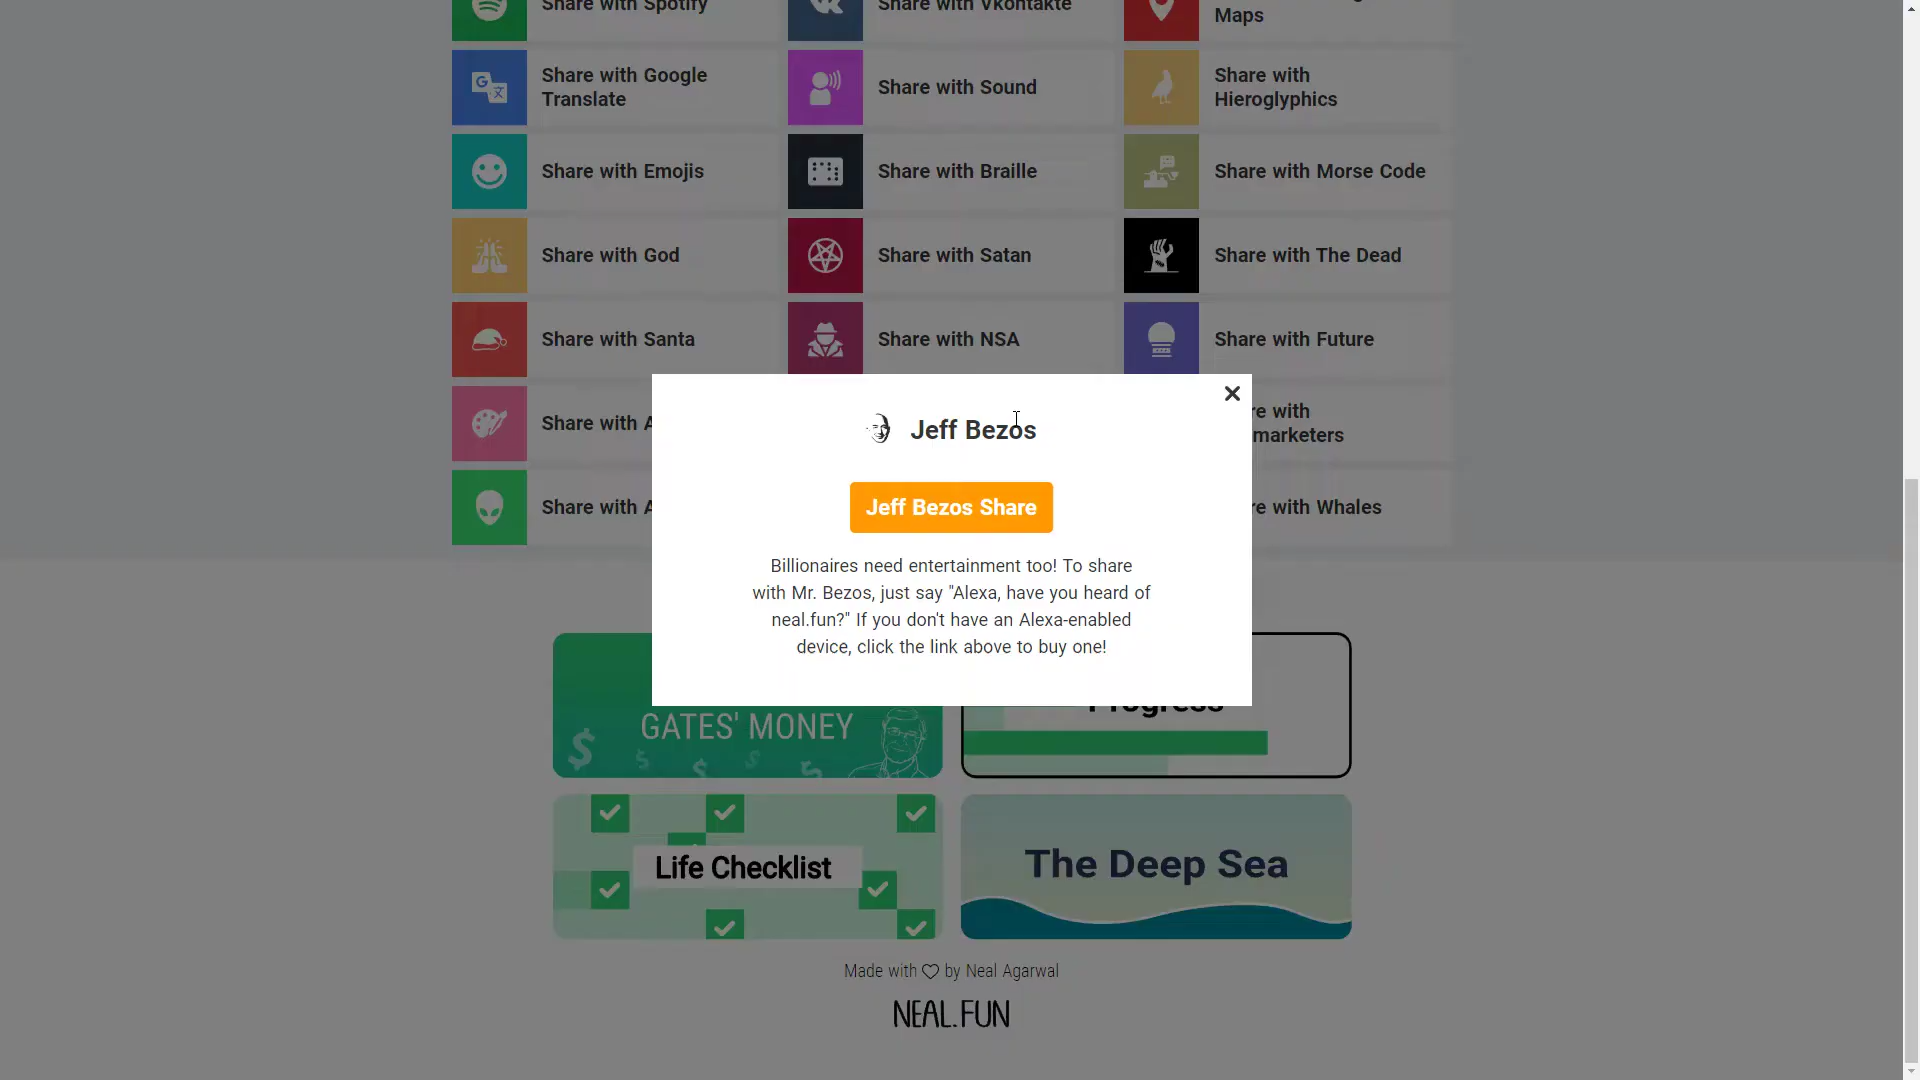 Share with Spotify
Share with Vkontakte
Maps
Share with Google
Translate
Share with Sound
Share with
Hieroglyphics
Share with Emojis
Share with Braille
Share with Morse Code
Share with God
Share with Satan
Share with The Dead
Share with Santa
Share with NSA
Share with Future
Share with A
re with
marketers
Share with A
re with Whales
Jeff Bezos
Jeff Bezos Share
Billionaires need entertainment too! To share
with Mr. Bezos, just say "Alexa, have you heard of
neal.fun?" If you don't have an Alexa-enabled
device, click the link above to buy one!
GATES' MONEY
Progress
Life Checklist
The Deep Sea
Made with by Neal Agarwal
NEAL.FUN